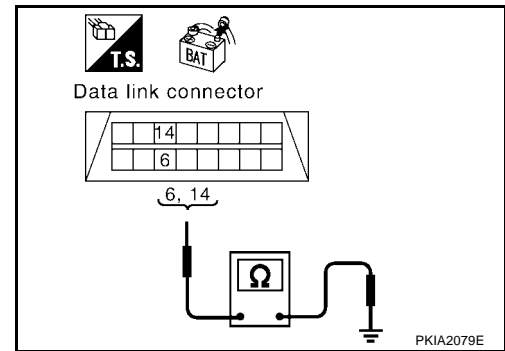 T.S.
BAT
Data link connector
14
6
6, 14
Ω
PKIA2079E